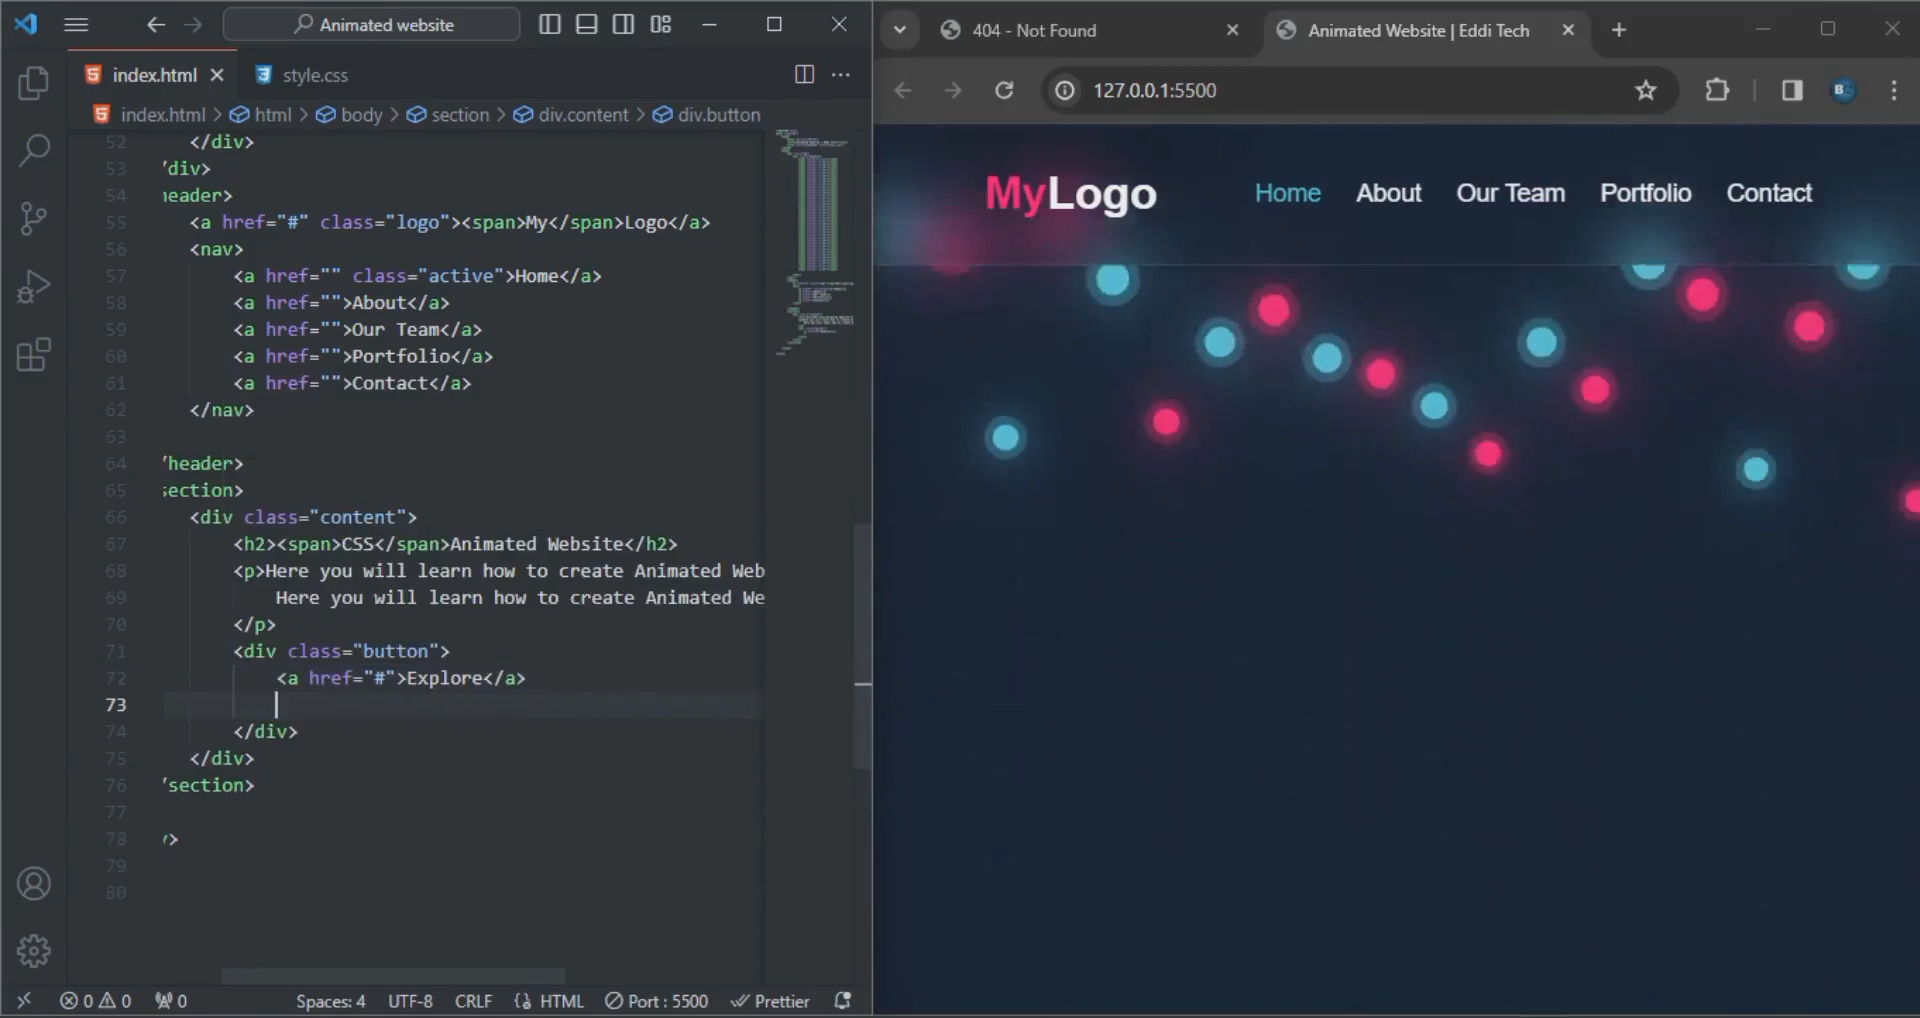 Animated website
index.html
style.css
index.html > html > body > section > div.content > div.button
52 </div>
53 /div>
54 header>
55 <a href="#" class="logo"><span>My</span>Logo</a>
56 <nav>
57 <a href="" class="active">Home</a>
58 <a href="">About</a>
59 <a href="">Our Team</a>
60 <a href="">Portfolio</a>
61 <a href="">Contact</a>
62 </nav>
63
64 /header>
65 section>
66 <div class="content">
67 <h2><span>CSS</span>Animated Website</h2>
68 <p>Here you will learn how to create Animated Web
69 Here you will learn how to create Animated We
70 </p>
71 <div class="button">
72 <a href="#">Explore</a>
73
74 </div>
75 </div>
76 /section>
77
78 />
79
80
0 0 0 Spaces: 4 UTF-8 CRLF HTML Port : 5500 Prettier
404 - Not Found
Animated Website | Eddi Tech
127.0.0.1:5500
MyLogo Home About Our Team Portfolio Contact